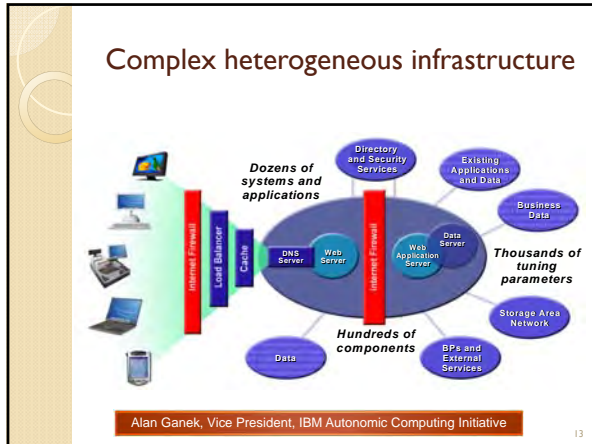 Complex heterogeneous infrastructure
Dozens of
systems and
applications
Directory
and Security
Services
Existing
Applications
and Data
Business
Data
Internet Firewall
Load Balancer
Cache
DNS
Server
Web
Server
Internet Firewall
Web
Application
Server
Data
Server
Thousands of
tuning
parameters
Storage Area
Network
Hundreds of
components
BPs and
External
Services
Data
Alan Ganek, Vice President, IBM Autonomic Computing Initiative
13